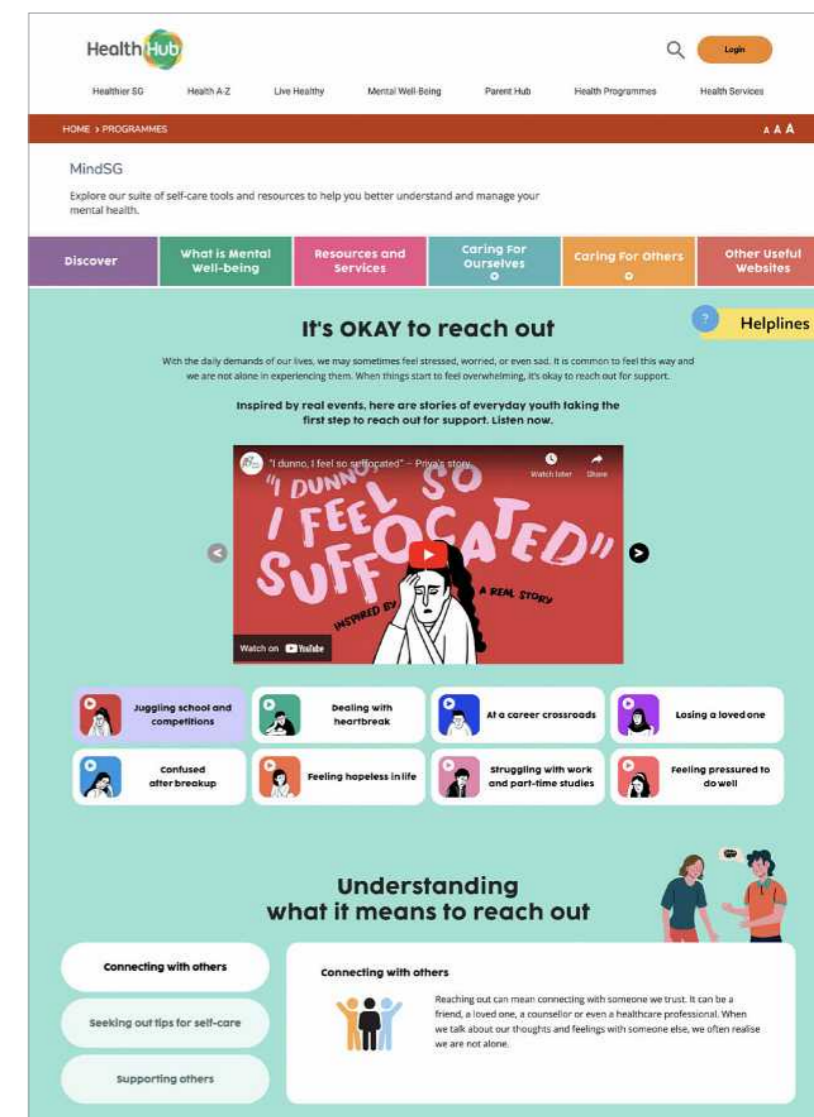 HealthHub
Login
Healthier SG
Health A-Z
Live Healthy
Mental Well-Being
Parent Hub
Health Programmes
Health Services
HOME > PROGRAMMES
A A A
MindSG
Explore our suite of self-care tools and resources to help you better understand and manage your
mental health.
Discover
What is Mental
Well-being
Resources and
Services
Caring For
Ourselves
Caring For Others
Other Useful
Websites
?
Helplines
It's OKAY to reach out
With the daily demands of our lives, we may sometimes feel stressed, worried, or even sad. It is common to feel this way and
we are not alone in experiencing them. When things start to feel overwhelming, it's okay to reach out for support.
Inspired by real events, here are stories of everyday youth taking the
first step to reach out for support. Listen now.
"I dunno, I feel so suffocated" – Priya's story
Watch later
Share
"I DUNNO,
I FEEL SO
SUFFOCATED"
INSPIRED BY
A REAL STORY
Watch on YouTube
Juggling school and
competitions
Dealing with
heartbreak
At a career crossroads
Losing a loved one
Confused
after breakup
Feeling hopeless in life
Struggling with work
and part-time studies
Feeling pressured to
do well
Understanding
what it means to reach out
Connecting with others
Seeking out tips for self-care
Supporting others
Connecting with others
Reaching out can mean connecting with someone we trust. It can be a
friend, a loved one, a counsellor or even a healthcare professional. When
we talk about our thoughts and feelings with someone else, we often realise
we are not alone.